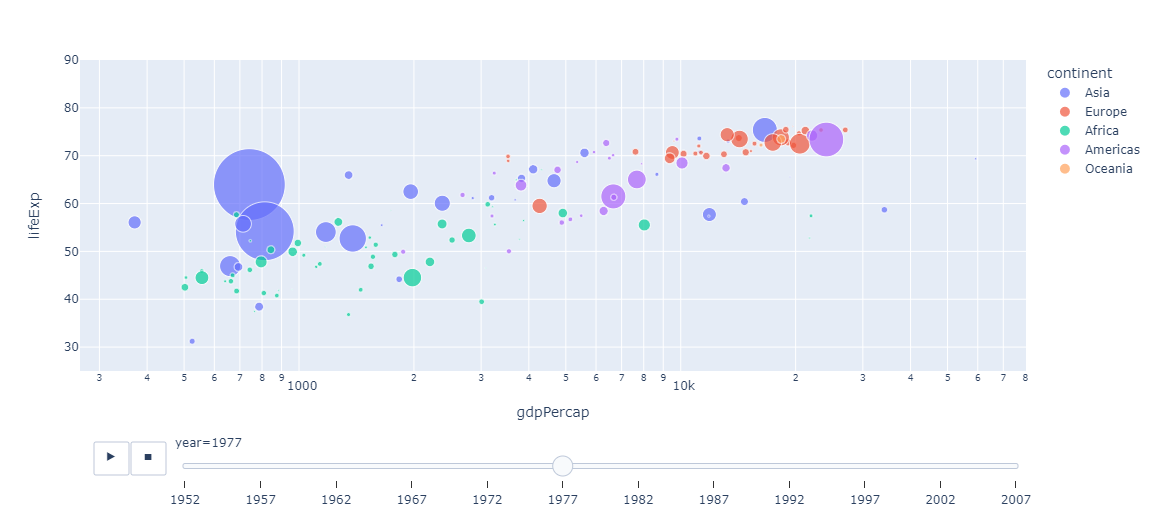 90
80
70
60
50
40
30
lifeExp
3 4 5 6 7 8 9 1000 2 3 4 5 6 7 8 9 10k 2 3 4 5 6 7 8
gdpPercap
continent
Asia
Europe
Africa
Americas
Oceania
year=1977
1952 1957 1962 1967 1972 1977 1982 1987 1992 1997 2002 2007